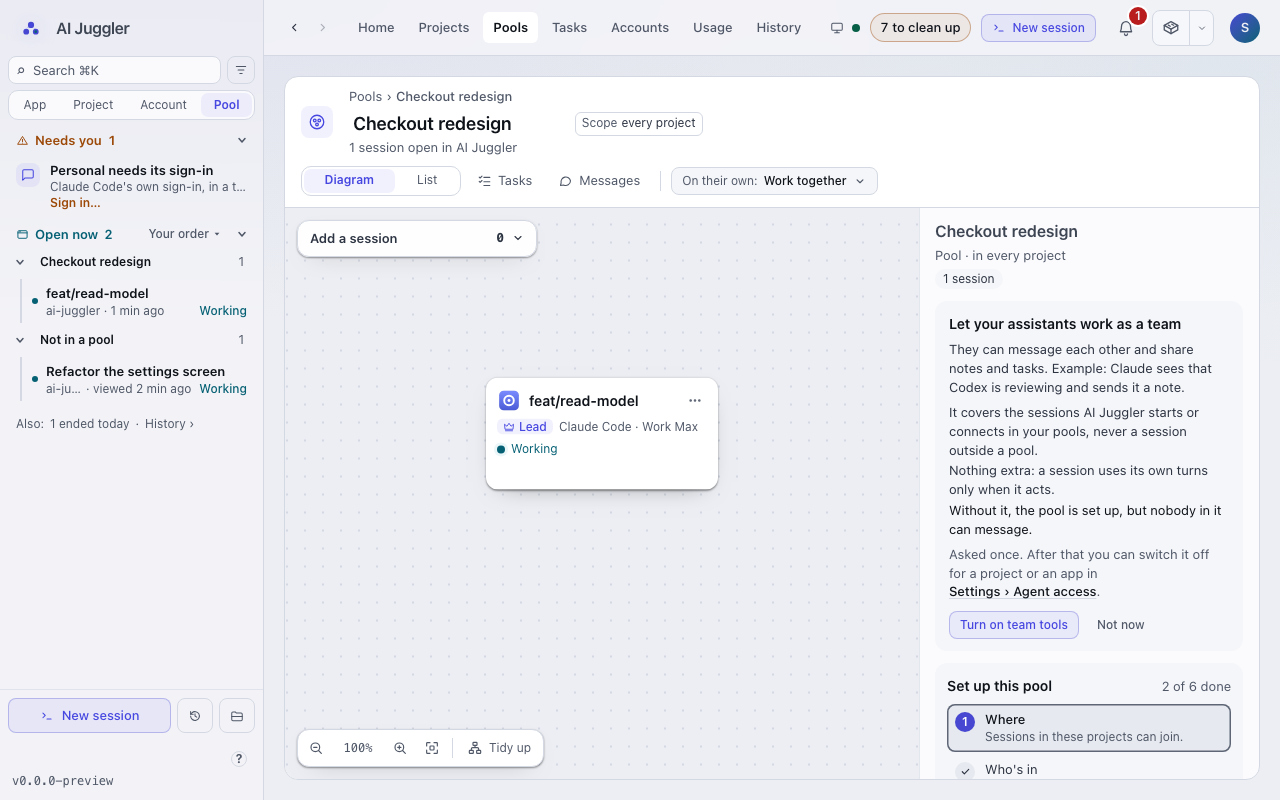 AI Juggler
Search ⌘K
App Project Account Pool
Needs you 1
Personal needs its sign-in
Claude Code's own sign-in, in a t...
Sign in...
Open now 2 Your order
Checkout redesign 1
feat/read-model
ai-juggler · 1 min ago Working
Not in a pool 1
Refactor the settings screen
ai-ju... · viewed 2 min ago Working
Also: 1 ended today · History ›
New session
?
v0.0.0-preview
Home Projects Pools Tasks Accounts Usage History 7 to clean up New session 1 S
Pools › Checkout redesign
Checkout redesign Scope every project
1 session open in AI Juggler
Diagram List Tasks Messages On their own: Work together
Add a session 0
feat/read-model
Lead Claude Code · Work Max
Working
100% Tidy up
Checkout redesign
Pool · in every project
1 session
Let your assistants work as a team
They can message each other and share
notes and tasks. Example: Claude sees that
Codex is reviewing and sends it a note.
It covers the sessions AI Juggler starts or
connects in your pools, never a session
outside a pool.
Nothing extra: a session uses its own turns
only when it acts.
Without it, the pool is set up, but nobody in it
can message.
Asked once. After that you can switch it off
for a project or an app in
Settings › Agent access.
Turn on team tools Not now
Set up this pool 2 of 6 done
1 Where
Sessions in these projects can join.
Who's in